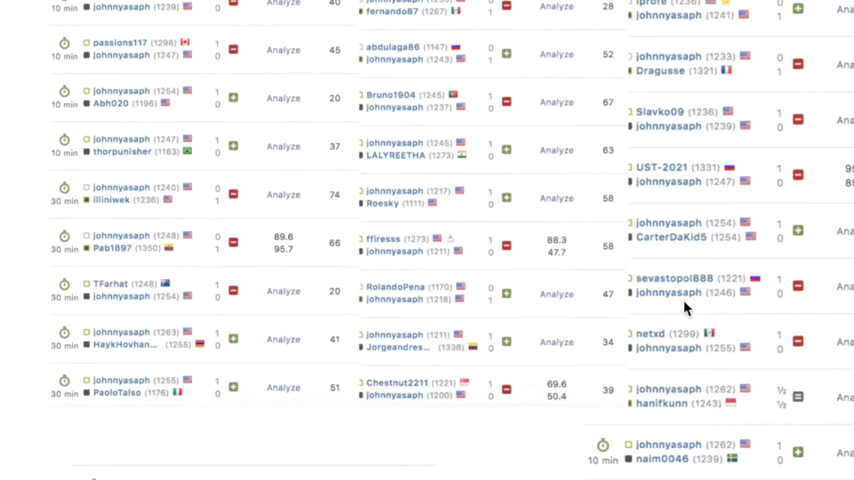 johnnyasaph (1239) 0 40
10 min
passions117 (1298) 1
johnnyasaph (1247) 0 Analyze 45
10 min
johnnyasaph (1254) 1
Abh020 (1196) 0 Analyze 20
10 min
johnnyasaph (1247) 1
thorpunisher (1183) 0 Analyze 37
10 min
johnnyasaph (1240) 0
illiniwek (1236) 1 Analyze 74
30 min
johnnyasaph (1248) 0 89.6
Pab1897 (1350) 1 95.7 66
30 min
TFarhat (1248) 1
johnnyasaph (1254) 0 Analyze 20
30 min
johnnyasaph (1263) 1
HaykHovhan... (1255) 0 Analyze 41
30 min
johnnyasaph (1255) 1
PaoloTalso (1176) 0 Analyze 51
30 min
fernando87 (1267) 1 28
abdulaga86 (1147) 0
johnnyasaph (1243) 1 Analyze 52
Bruno1904 (1245) 1
johnnyasaph (1237) 0 Analyze 67
johnnyasaph (1245) 1
LALYREETHA (1273) 0 Analyze 63
johnnyasaph (1217) 1
Roesky (1111) 0 Analyze 58
ffiresss (1273) 1 88.3
johnnyasaph (1211) 0 47.7 58
RolandoPena (1170) 0
johnnyasaph (1218) 1 Analyze 47
johnnyasaph (1211) 1
Jorgeandres... (1338) 0 Analyze 34
Chestnut2211 (1221) 1 69.6
johnnyasaph (1200) 0 50.4 39
johnnyasaph (1241) 1
johnnyasaph (1233) 0
Dragusse (1321) 1 Ana
Slavko09 (1236) 1
johnnyasaph (1239) 0 Ana
UST-2021 (1331) 1
johnnyasaph (1247) 0
johnnyasaph (1254) 1
CarterDaKid5 (1254) 0 Ana
sevastopol888 (1221) 1
johnnyasaph (1246) 0 Ana
netxd (1299) 1
johnnyasaph (1255) 0 Ana
johnnyasaph (1262) ½
hanifkunn (1243) ½ Ana
johnnyasaph (1262) 1
naim0046 (1239) 0 Ana
10 min